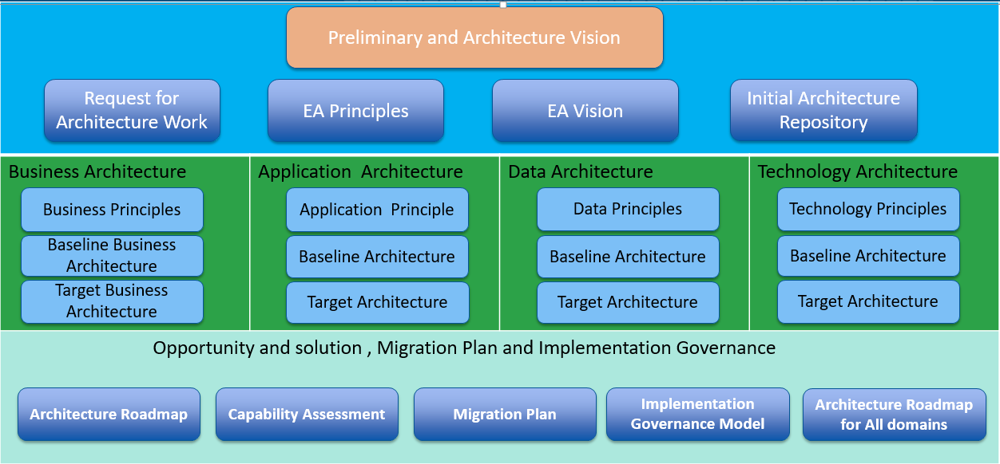 Preliminary and Architecture Vision
Request for
Architecture Work
EA Principles
EA Vision
Initial Architecture
Repository
Business Architecture
Business Principles
Baseline Business
Architecture
Target Business
Architecture
Application  Architecture
Application  Principle
Baseline Architecture
Target Architecture
Data Architecture
Data Principles
Baseline Architecture
Target Architecture
Technology Architecture
Technology Principles
Baseline Architecture
Target Architecture
Opportunity and solution , Migration Plan and Implementation Governance
Architecture Roadmap
Capability Assessment
Migration Plan
Implementation
Governance Model
Architecture Roadmap
for All domains